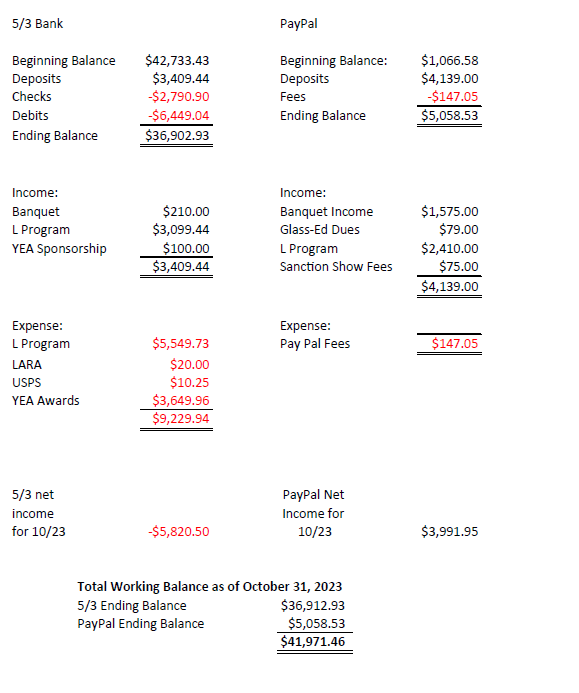 5/3 Bank PayPal
Beginning Balance $42,733.43 Beginning Balance: $1,066.58
Deposits $3,409.44 Deposits $4,139.00
Checks -$2,790.90 Fees -$147.05
Debits -$6,449.04 Ending Balance $5,058.53
Ending Balance $36,902.93
Income: Income:
Banquet $210.00 Banquet Income $1,575.00
L Program $3,099.44 Glass-Ed Dues $79.00
YEA Sponsorship $100.00 L Program $2,410.00
$3,409.44 Sanction Show Fees $75.00
$4,139.00
Expense: Expense:
L Program $5,549.73 Pay Pal Fees $147.05
LARA $20.00
USPS $10.25
YEA Awards $3,649.96
$9,229.94
5/3 net PayPal Net
income Income for
for 10/23 -$5,820.50 10/23 $3,991.95
Total Working Balance as of October 31, 2023
5/3 Ending Balance $36,912.93
PayPal Ending Balance $5,058.53
$41,971.46